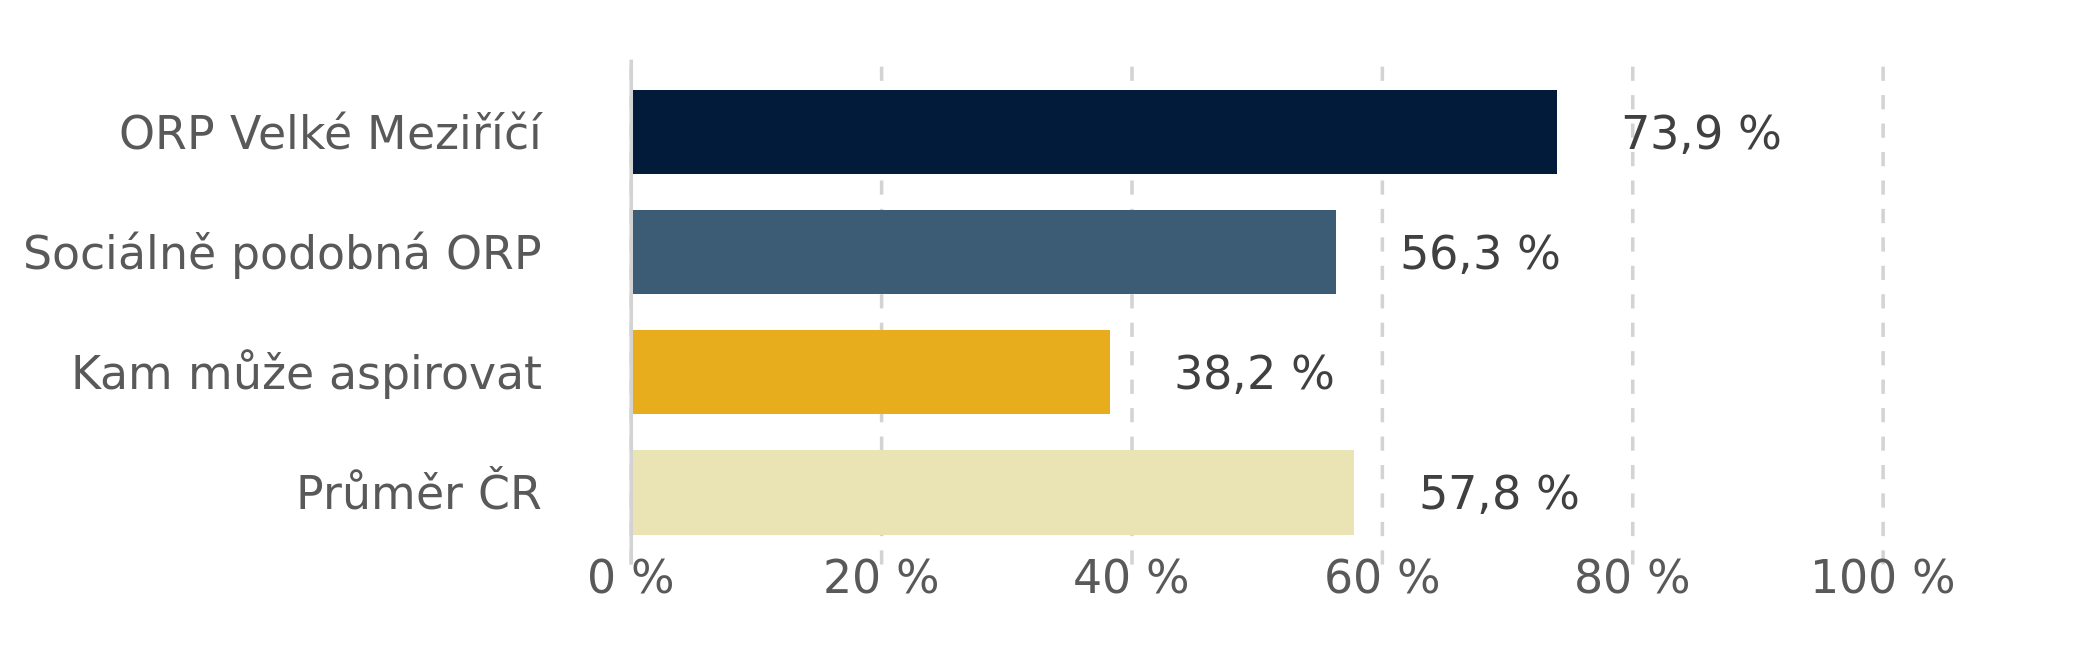 ORP Velké Meziříčí 73,9 %
Sociálně podobná ORP 56,3 %
Kam může aspirovat 38,2 %
Průměr ČR 57,8 %
0 % 20 % 40 % 60 % 80 % 100 %